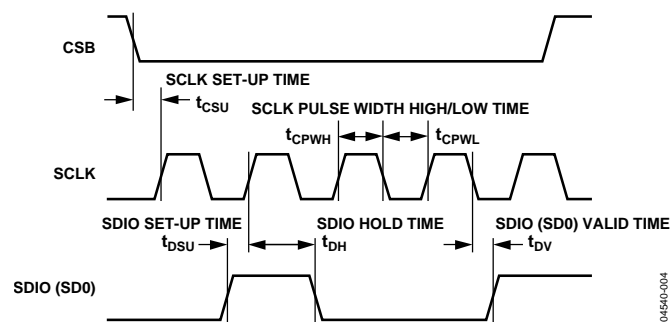 CSB
SCLK SET-UP TIME
tCSU
SCLK PULSE WIDTH HIGH/LOW TIME
tCPWH
tCPWL
SCLK
SDIO SET-UP TIME
SDIO HOLD TIME
SDIO (SD0) VALID TIME
tDSU
tDH
tDV
SDIO (SD0)
04540-004